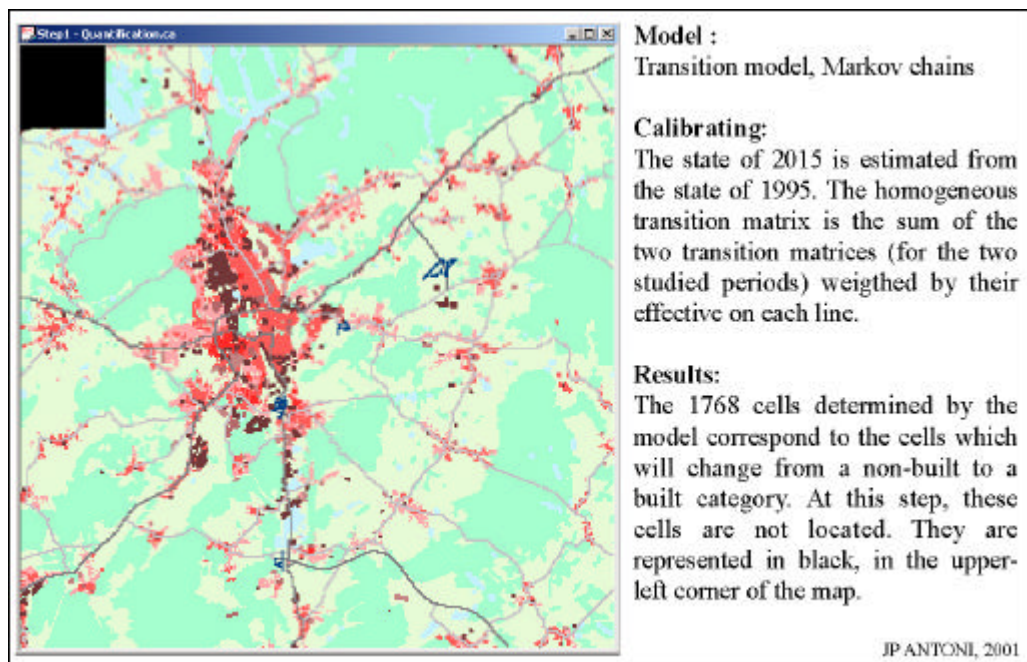 Step1 - Quantification.ca
Model :
Transition model, Markov chains
Calibrating:
The state of 2015 is estimated from
the state of 1995. The homogeneous
transition matrix is the sum of the
two transition matrices (for the two
studied periods) weigthed by their
effective on each line.
Results:
The 1768 cells determined by the
model correspond to the cells which
will change from a non-built to a
built category. At this step, these
cells are not located. They are
represented in black, in the upper-
left corner of the map.
JP ANTONI, 2001